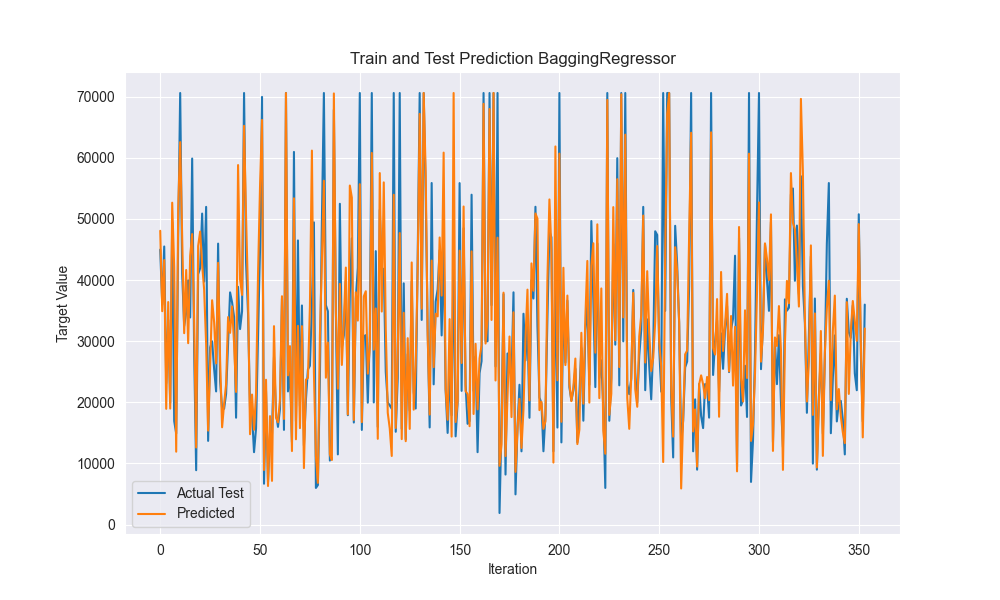 Train and Test Prediction BaggingRegressor
Target Value
70000
60000
50000
40000
30000
20000
10000
0
Actual Test
Predicted
0 50 100 150 200 250 300 350
Iteration